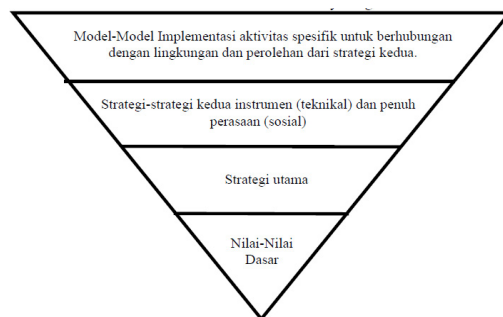 Model-Model Implementasi aktivitas spesifik untuk berhubungan
dengan lingkungan dan perolehan dari strategi kedua.
Strategi-strategi kedua instrumen (teknikal) dan penuh
perasaan (sosial)
Strategi utama
Nilai-Nilai
Dasar